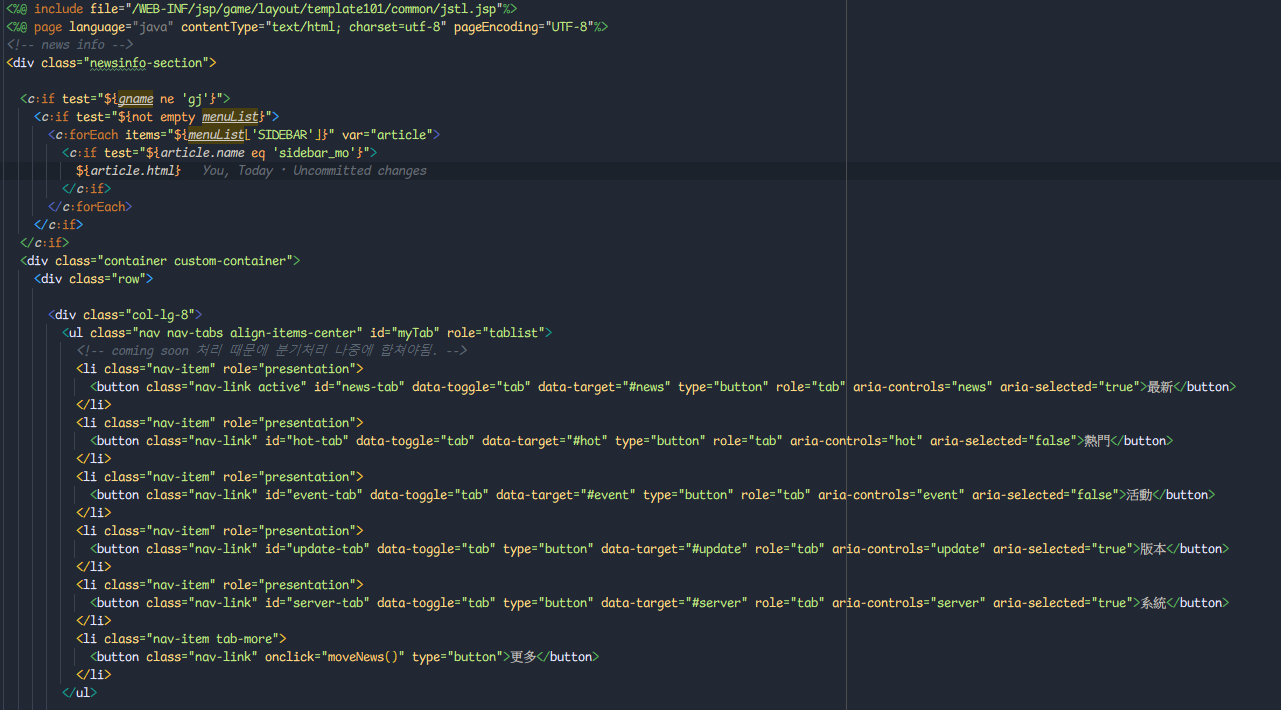 <%@ include file="/WEB-INF/jsp/game/layout/template101/common/jstl.jsp"%>
<%@ page language="java" contentType="text/html; charset=utf-8" pageEncoding="UTF-8"%>
<!-- news info -->
<div class="newsinfo-section">
<c:if test="${gname ne 'gj'}">
<c:if test="${not empty menuList}">
<c:forEach items="${menuList['SIDEBAR']}" var="article">
<c:if test="${article.name eq 'sidebar_mo'}">
${article.html} You, Today · Uncommitted changes
</c:if>
</c:forEach>
</c:if>
</c:if>
<div class="container custom-container">
<div class="row">
<div class="col-lg-8">
<ul class="nav nav-tabs align-items-center" id="myTab" role="tablist">
<!-- coming soon 처리 때문에 분기처리 나중에 합쳐야됨. -->
<li class="nav-item" role="presentation">
<button class="nav-link active" id="news-tab" data-toggle="tab" data-target="#news" type="button" role="tab" aria-controls="news" aria-selected="true">最新</button>
</li>
<li class="nav-item" role="presentation">
<button class="nav-link" id="hot-tab" data-toggle="tab" data-target="#hot" type="button" role="tab" aria-controls="hot" aria-selected="false">熱門</button>
</li>
<li class="nav-item" role="presentation">
<button class="nav-link" id="event-tab" data-toggle="tab" data-target="#event" type="button" role="tab" aria-controls="event" aria-selected="false">活動</button>
</li>
<li class="nav-item" role="presentation">
<button class="nav-link" id="update-tab" data-toggle="tab" type="button" data-target="#update" role="tab" aria-controls="update" aria-selected="true">版本</button>
</li>
<li class="nav-item" role="presentation">
<button class="nav-link" id="server-tab" data-toggle="tab" type="button" data-target="#server" role="tab" aria-controls="server" aria-selected="true">系統</button>
</li>
<li class="nav-item tab-more">
<button class="nav-link" onclick="moveNews()" type="button">更多</button>
</li>
</ul>